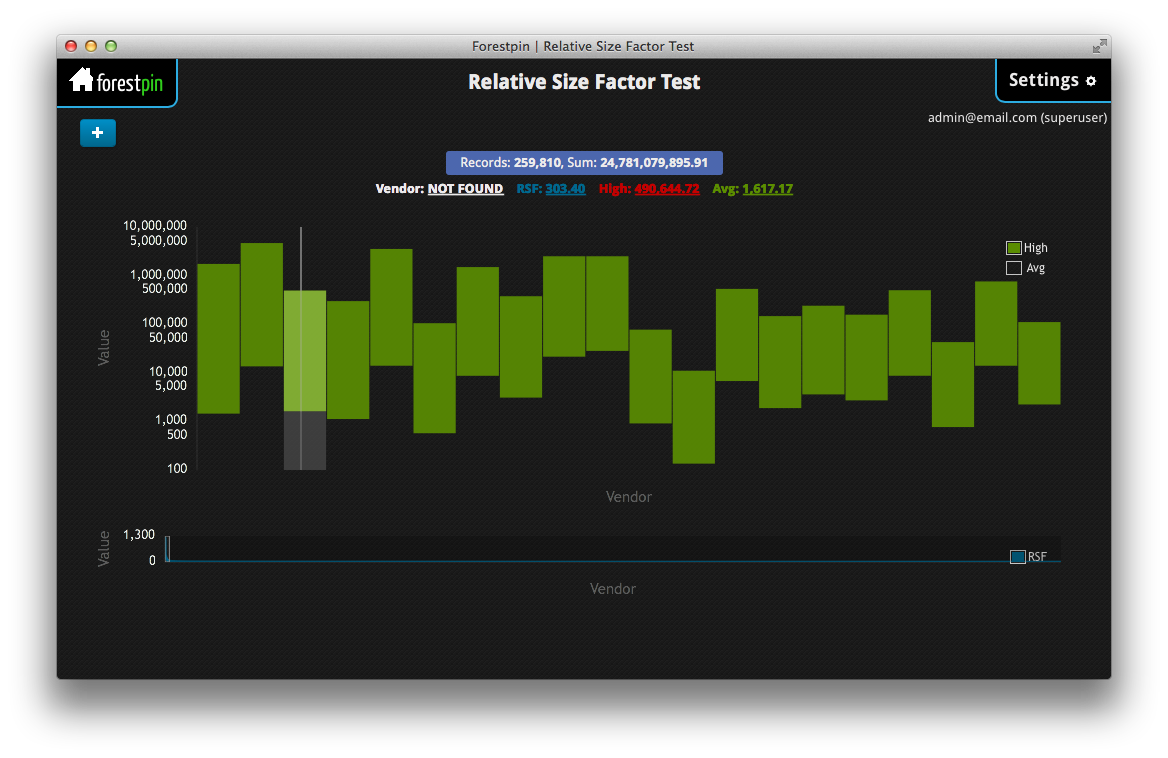 Forestpin | Relative Size Factor Test
forestpin
Relative Size Factor Test
Settings
admin@email.com (superuser)
+
Records: 259,810, Sum: 24,781,079,895.91
Vendor: NOT FOUND RSF: 303.40 High: 490,644.72 Avg: 1,617.17
10,000,000
5,000,000
1,000,000
500,000
100,000
50,000
10,000
5,000
1,000
500
100
Value
High
Avg
Vendor
Value
1,300
0
RSF
Vendor